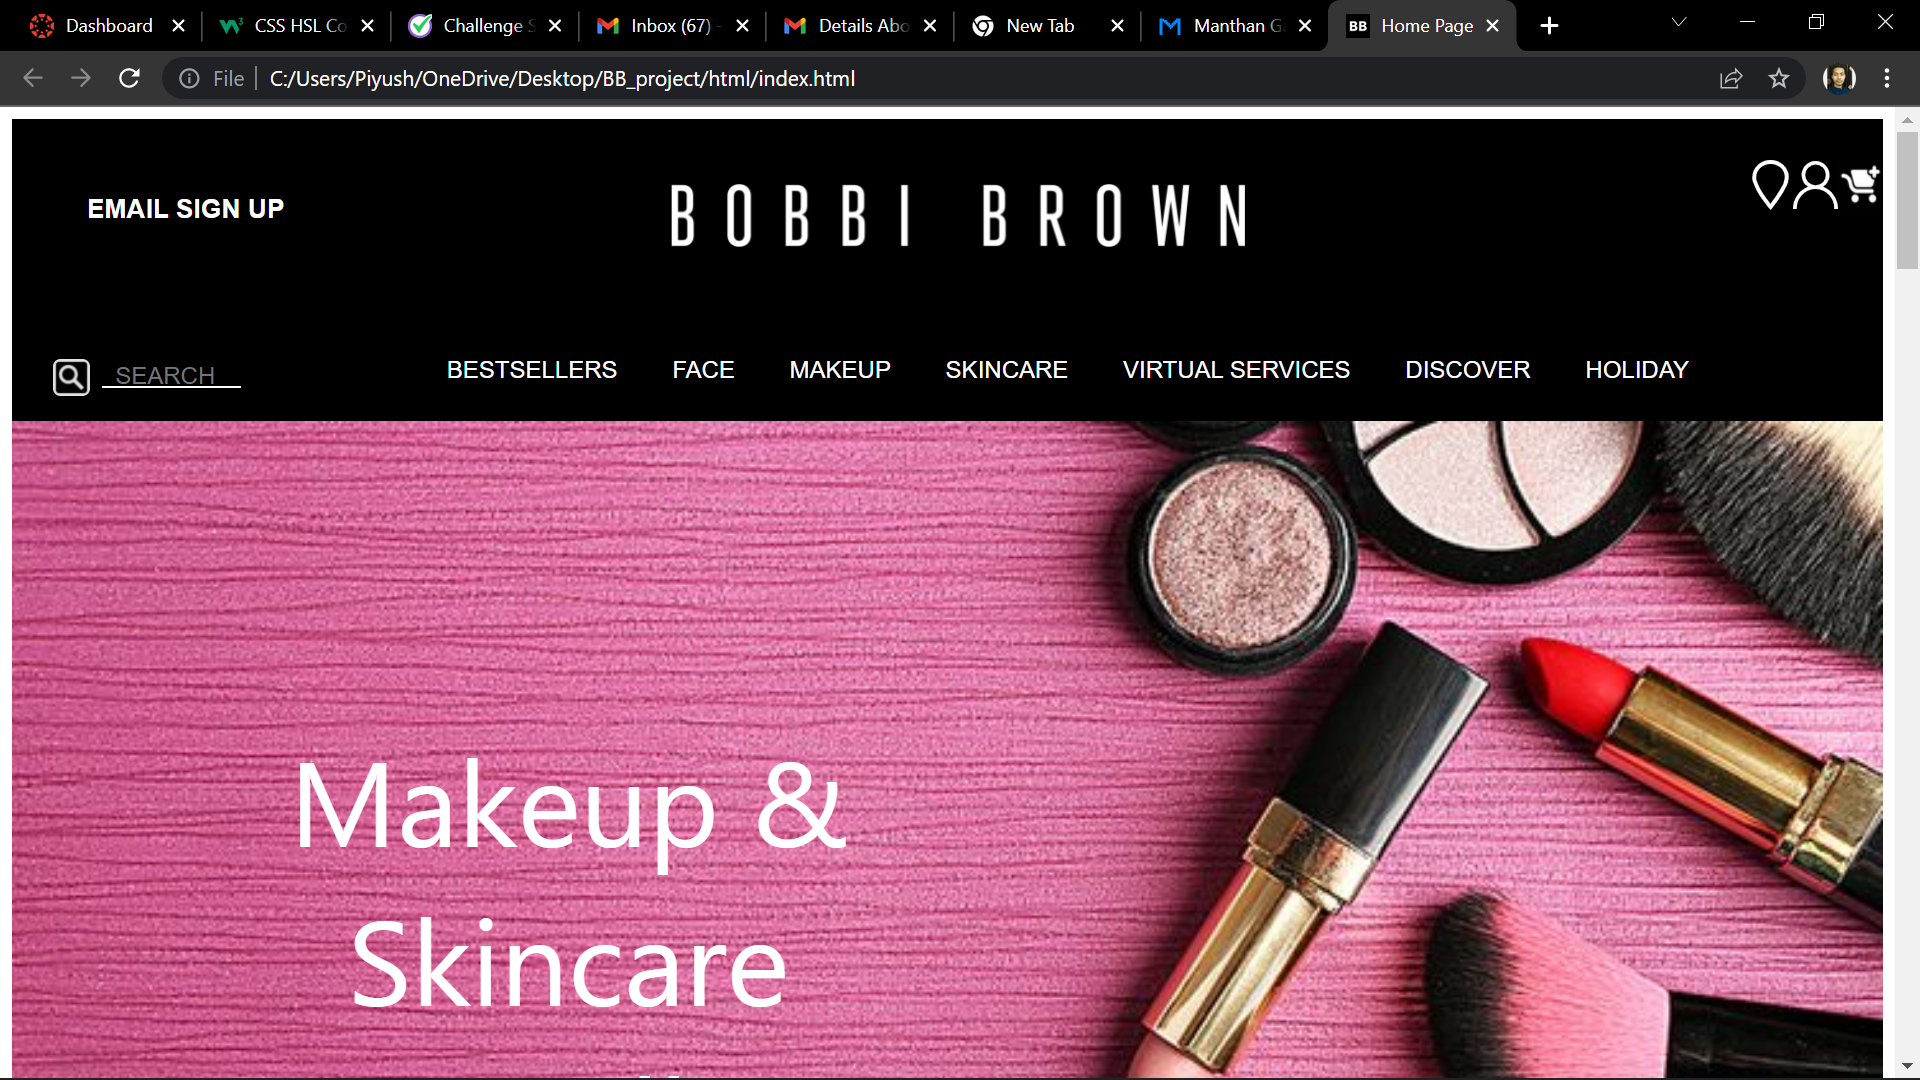 Dashboard
CSS HSL Co
Challenge S
Inbox (67) -
Details Abo
New Tab
Manthan G
BB Home Page
File C:/Users/Piyush/OneDrive/Desktop/BB_project/html/index.html
EMAIL SIGN UP
BOBBI BROWN
SEARCH
BESTSELLERS FACE MAKEUP SKINCARE VIRTUAL SERVICES DISCOVER HOLIDAY
Makeup &
Skincare